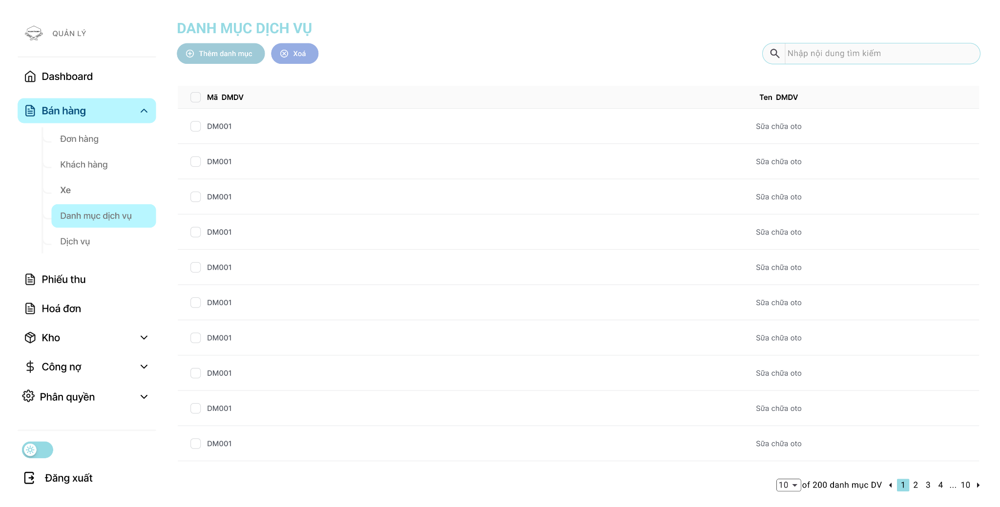 QUẢN LÝ
Dashboard
Bán hàng
Đơn hàng
Khách hàng
Xe
Danh mục dịch vụ
Dịch vụ
Phiếu thu
Hoá đơn
Kho
Công nợ
Phân quyền
Đăng xuất
DANH MỤC DỊCH VỤ
Thêm danh mục
Xoá
Nhập nội dung tìm kiếm
Mã DMDV Ten DMDV
DM001 Sữa chữa oto
DM001 Sữa chữa oto
DM001 Sữa chữa oto
DM001 Sữa chữa oto
DM001 Sữa chữa oto
DM001 Sữa chữa oto
DM001 Sữa chữa oto
DM001 Sữa chữa oto
DM001 Sữa chữa oto
DM001 Sữa chữa oto
10 of 200 danh mục DV 1 2 3 4 ... 10